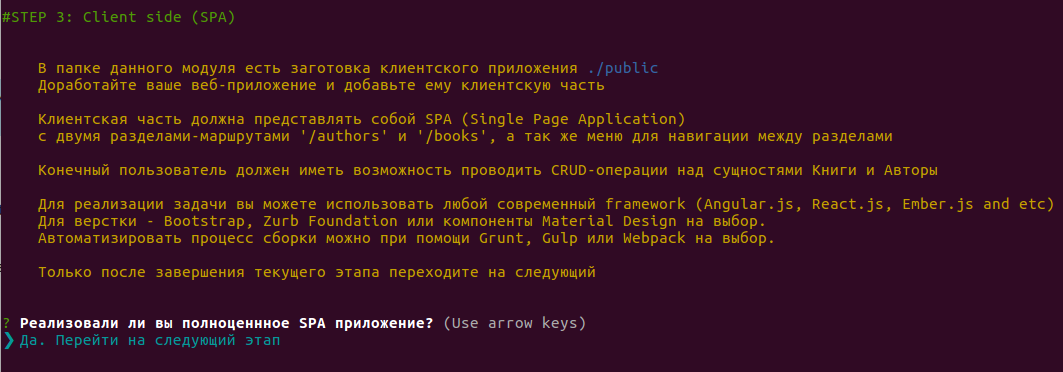 #STEP 3: Client side (SPA)
В папке данного модуля есть заготовка клиентского приложения ./public
Доработайте ваше веб-приложение и добавьте ему клиентскую часть
Клиентская часть должна представлять собой SPA (Single Page Application)
с двумя разделами-маршрутами '/authors' и '/books', а так же меню для навигации между разделами
Конечный пользователь должен иметь возможность проводить CRUD-операции над сущностями Книги и Авторы
Для реализации задачи вы можете использовать любой современный framework (Angular.js, React.js, Ember.js and etc)
Для верстки - Bootstrap, Zurb Foundation или компоненты Material Design на выбор.
Автоматизировать процесс сборки можно при помощи Grunt, Gulp или Webpack на выбор.
Только после завершения текущего этапа переходите на следующий
? Реализовали ли вы полноценнное SPA приложение? (Use arrow keys)
❯ Да. Перейти на следующий этап